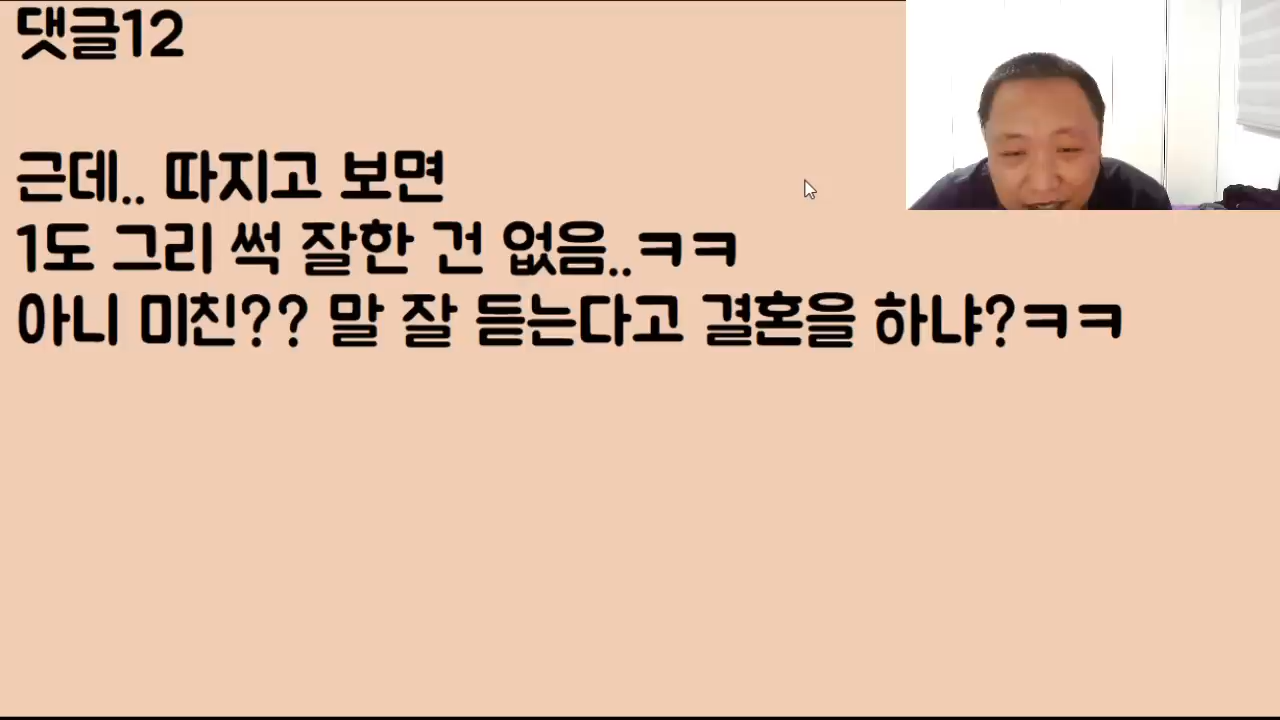 댓글12
근데.. 따지고 보면
1도 그리 썩 잘한 건 없음..ㅋㅋ
아니 미친?? 말 잘 듣는다고 결혼을 하냐?ㅋㅋ